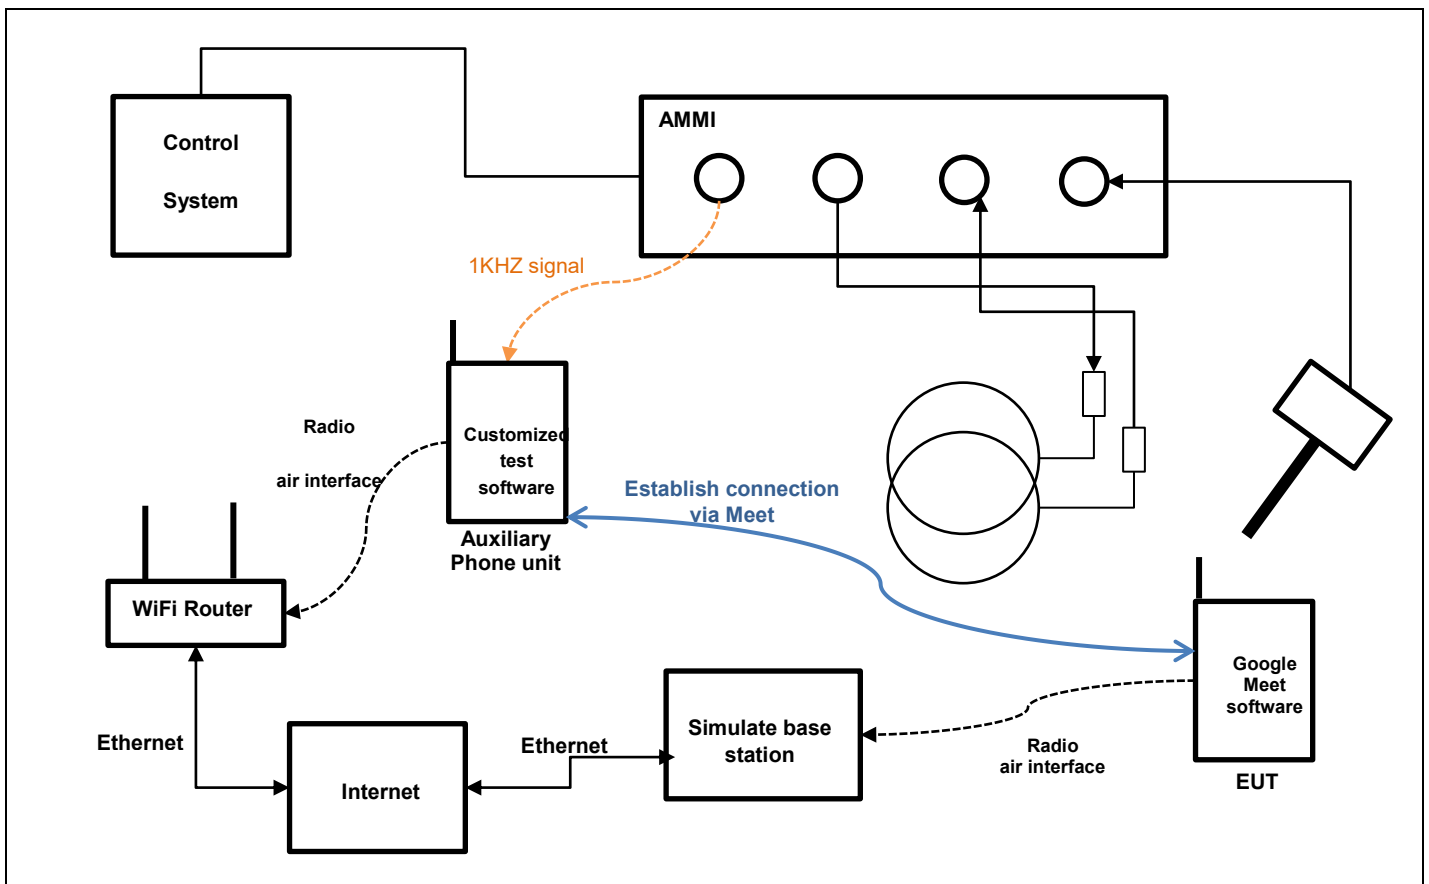 Control
System
AMMI
1KHZ signal
Radio
air interface
Customized
test
software
Auxiliary
Phone unit
Establish connection
via Meet
WiFi Router
Ethernet
Internet
Ethernet
Simulate base
station
Radio
air interface
Google
Meet
software
EUT